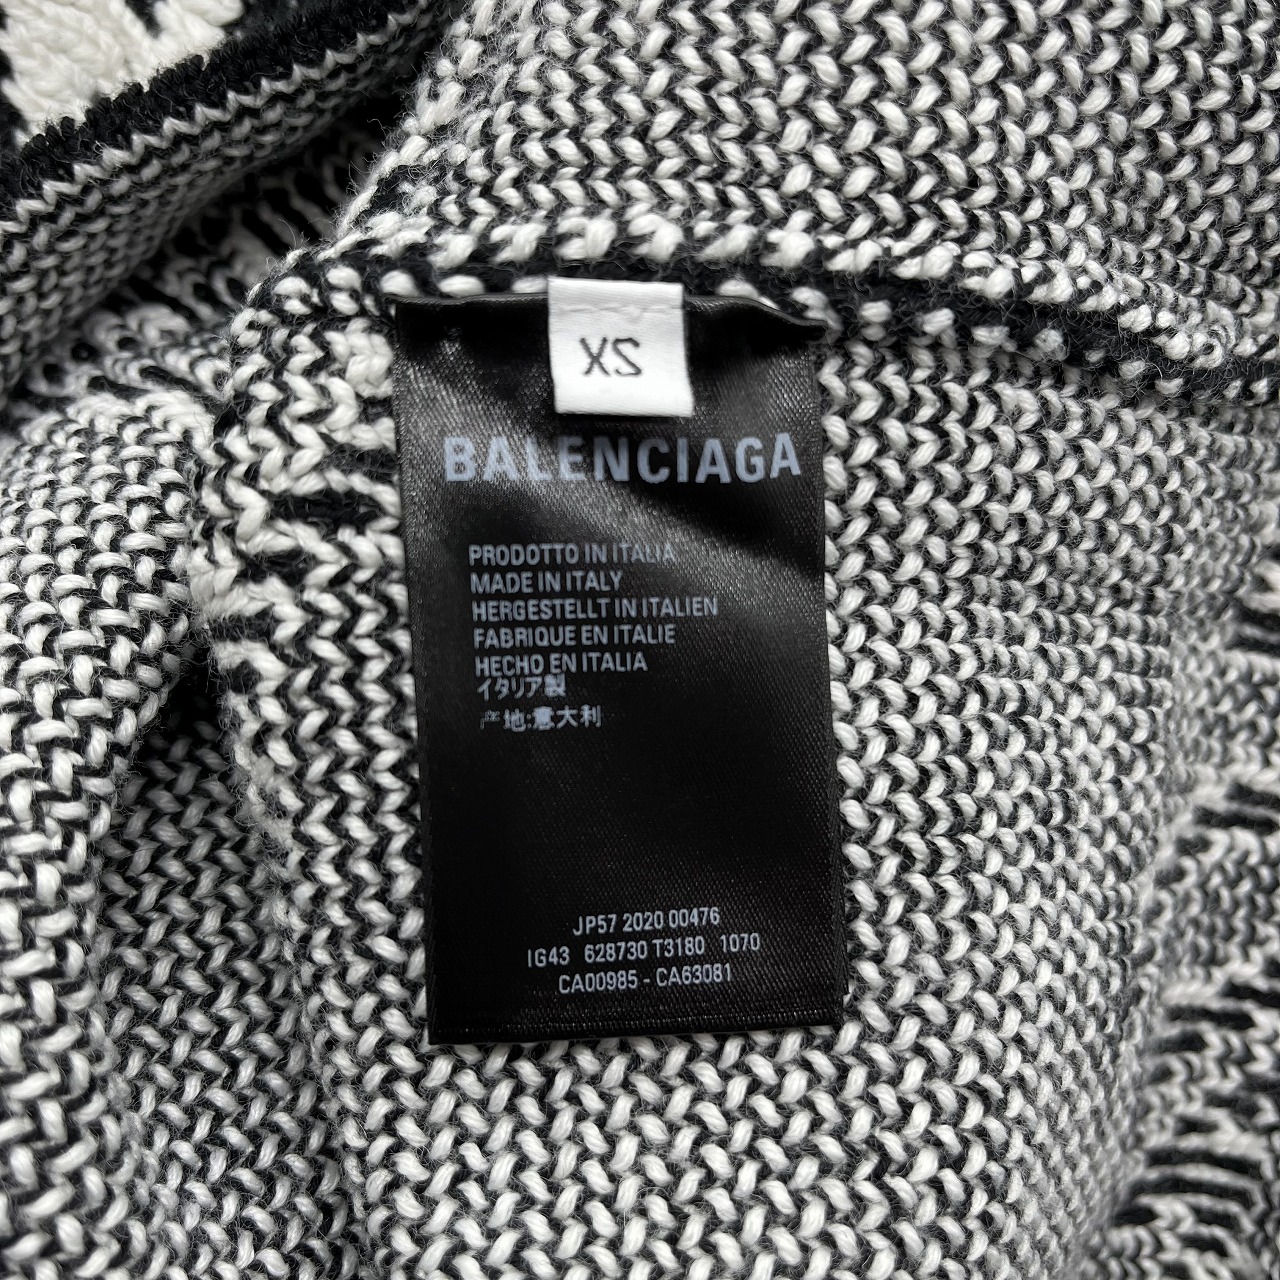 XS
BALENCIAGA
PRODOTTO IN ITALIA
MADE IN ITALY
HERGESTELLT IN ITALIEN
FABRIQUE EN ITALIE
HECHO EN ITALIA
イタリア製
产地:意大利
JP57 2020 00476
IG43 628730 T3180 1070
CA00985 - CA63081